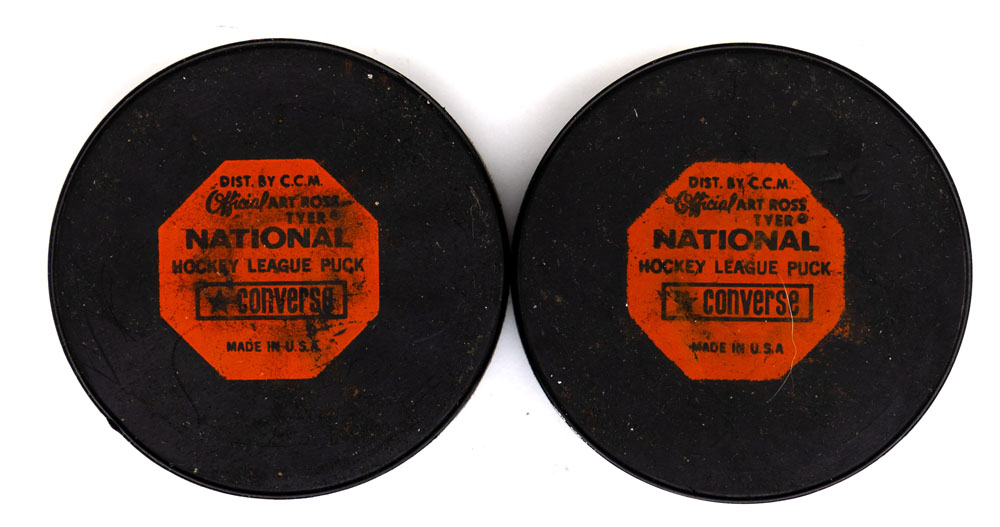 DIST. BY C.C.M.
Official ART ROSS
TYER ®
NATIONAL
HOCKEY LEAGUE PUCK
★ converse
MADE IN U.S.A.
DIST. BY C.C.M.
Official ART ROSS
TYER ®
NATIONAL
HOCKEY LEAGUE PUCK
★ converse
MADE IN U.S.A